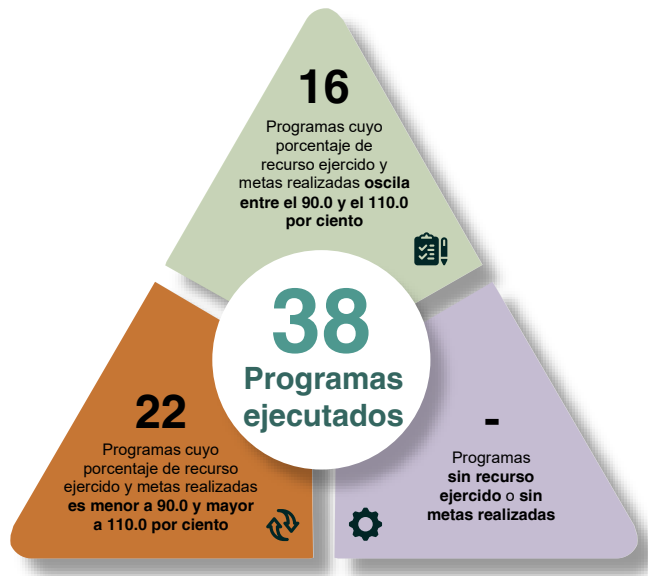 16
Programas cuyo
porcentaje de
recurso ejercido y
metas realizadas oscila
entre el 90.0 y el 110.0
por ciento
38
Programas
ejecutados
22
Programas cuyo
porcentaje de recurso
ejercido y metas realizadas
es menor a 90.0 y mayor
a 110.0 por ciento
-
Programas
sin recurso
ejercido o sin
metas realizadas